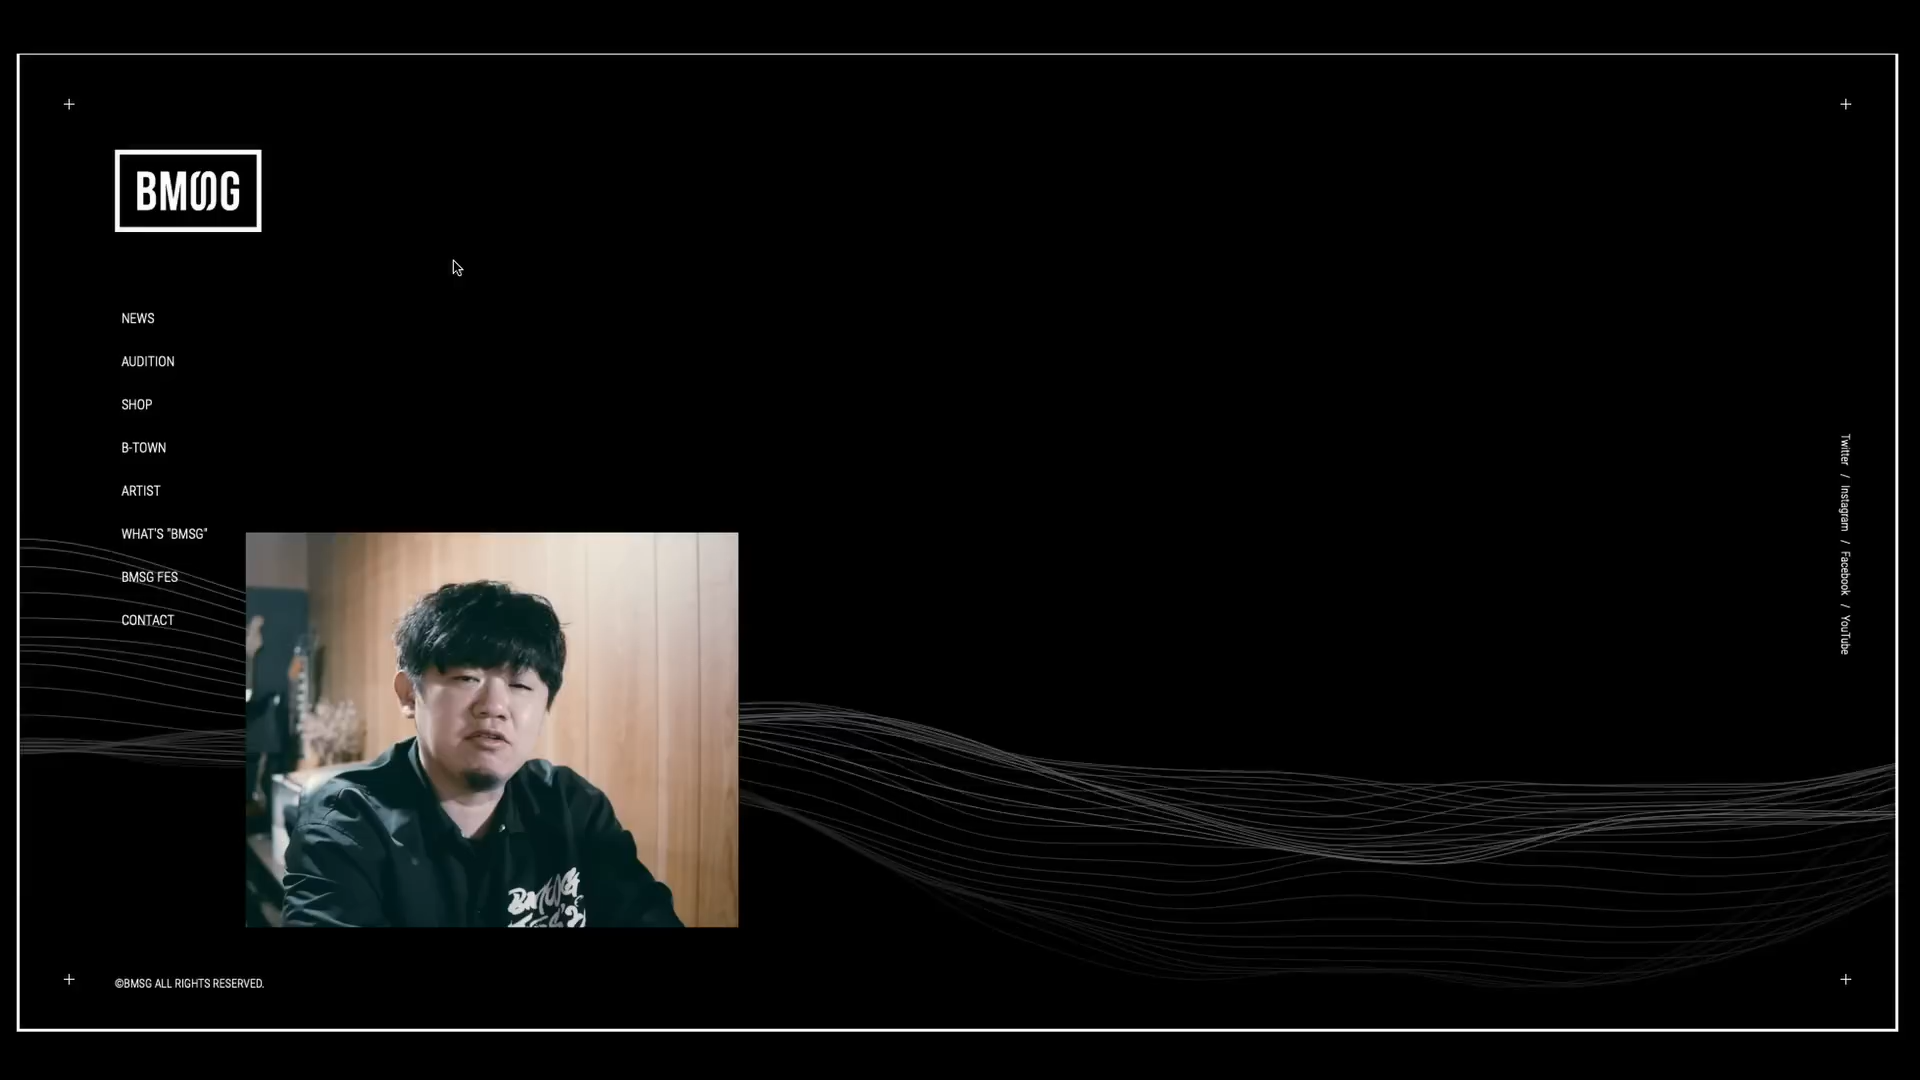 BMSG
NEWS
AUDITION
SHOP
B-TOWN
ARTIST
WHAT'S "BMSG"
BMSG FES
CONTACT
Twitter / Instagram / Facebook / YouTube
BMSG
©BMSG ALL RIGHTS RESERVED.